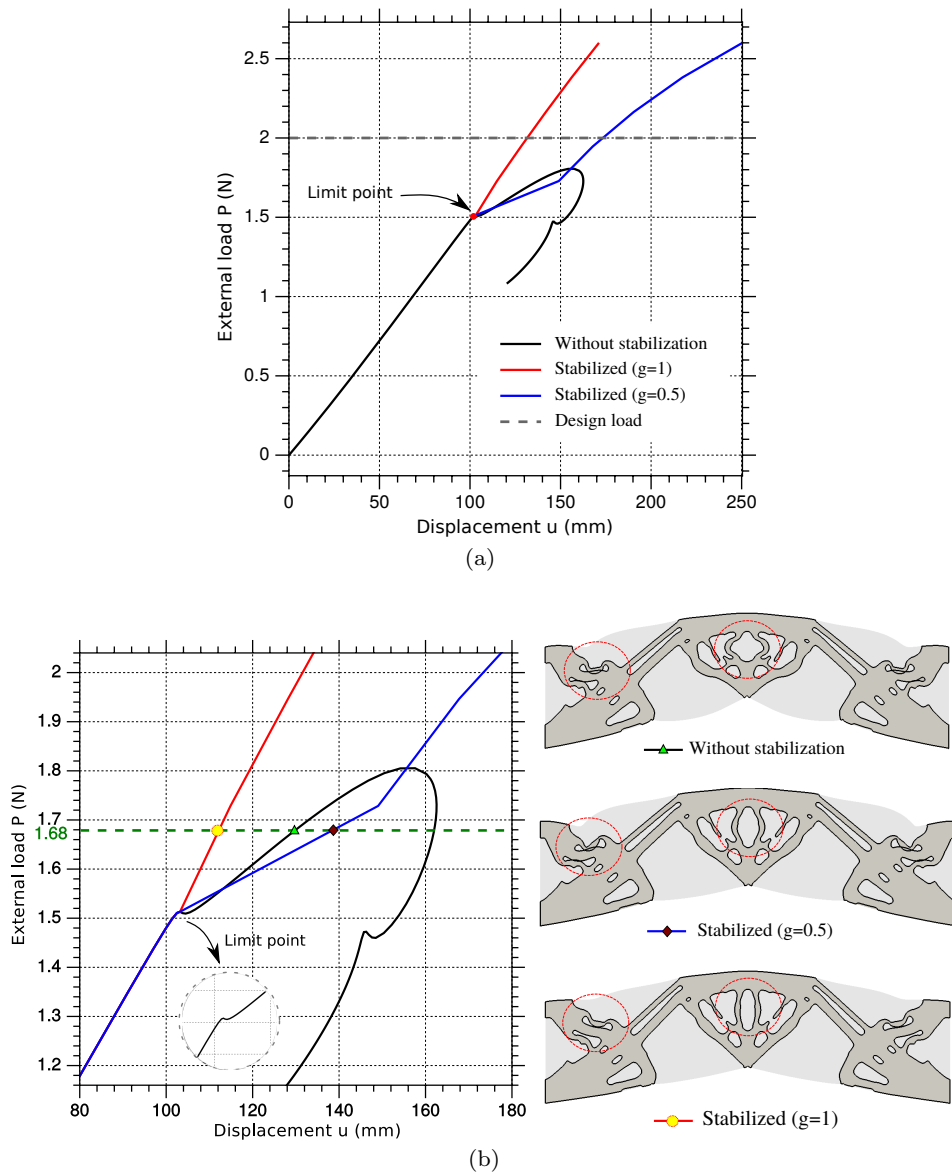 2.5
2
1.5
1
0.5
0
External load P (N)
Limit point
Without stabilization
Stabilized (g=1)
Stabilized (g=0.5)
Design load
0 50 100 150 200 250
Displacement u (mm)
(a)
2
1.9
1.8
1.7
1.68
1.6
1.5
1.4
1.3
1.2
External load P (N)
Limit point
80 100 120 140 160 180
Displacement u (mm)
Without stabilization
Stabilized (g=0.5)
Stabilized (g=1)
(b)